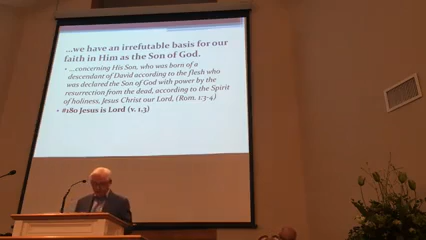 ...we have an irrefutable basis for our
faith in Him as the Son of God.
• ...concerning His Son, who was born of a
descendant of David according to the flesh who
was declared the Son of God with power by the
resurrection from the dead, according to the Spirit
of holiness, Jesus Christ our Lord, (Rom. 1:3-4)
• #180 Jesus is Lord (v. 1,3)